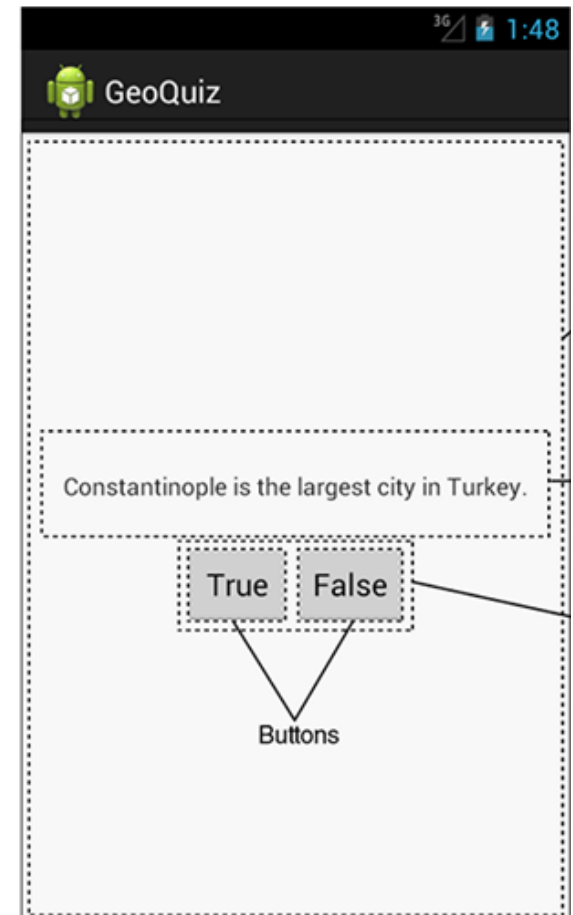 3G 1:48
GeoQuiz
Constantinople is the largest city in Turkey.
True False
Buttons